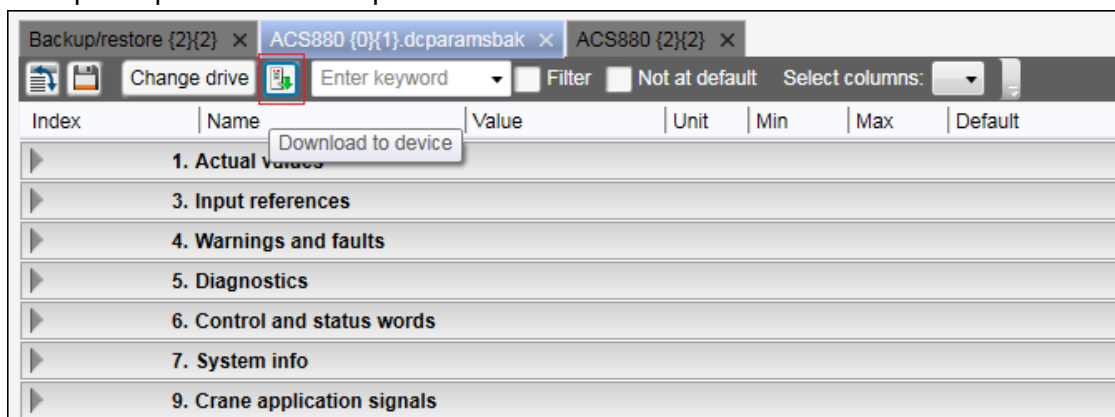 Backup/restore {2}{2} × ACS880 {0}{1}.dcparamsbak × ACS880 {2}{2} ×
Change drive Enter keyword Filter Not at default Select columns:
Index Name Value Unit Min Max Default
Download to device
1. Actual values
3. Input references
4. Warnings and faults
5. Diagnostics
6. Control and status words
7. System info
9. Crane application signals